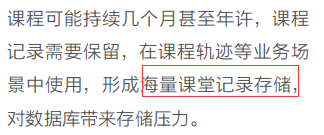 课程可能持续几个月甚至年许，课程
记录需要保留，在课程轨迹等业务场
景中使用，形成海量课堂记录存储，
对数据库带来存储压力。